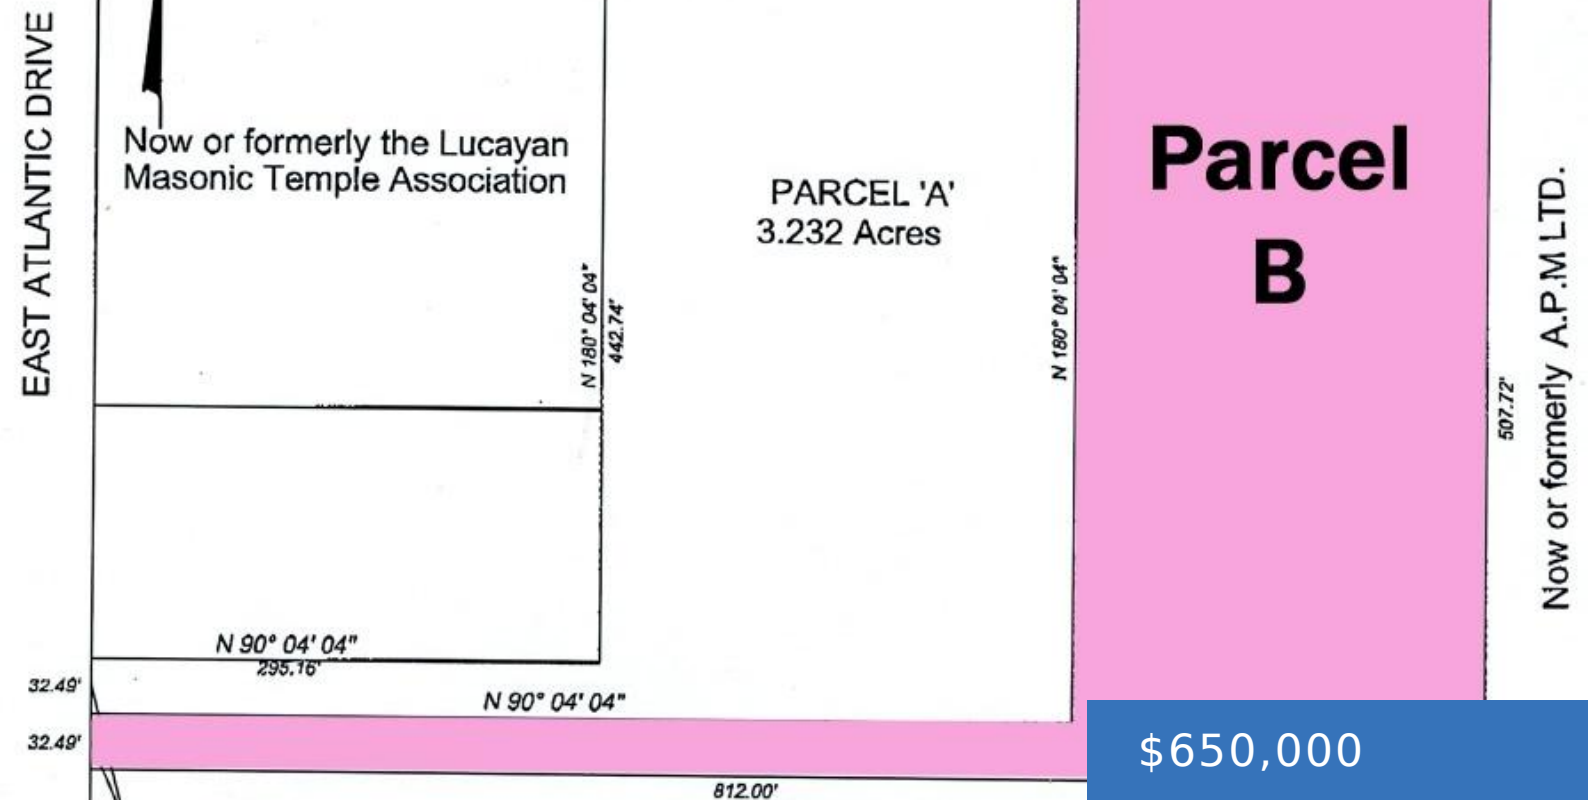 EAST ATLANTIC DRIVE
Now or formerly the Lucayan
Masonic Temple Association
PARCEL 'A'
3.232 Acres
Parcel
B
N 180° 04' 04"
442.74'
N 180° 04' 04"
507.72'
Now or formerly A.P.M LTD.
N 90° 04' 04"
295.16'
32.49'
N 90° 04' 04"
32.49'
812.00'
$650,000